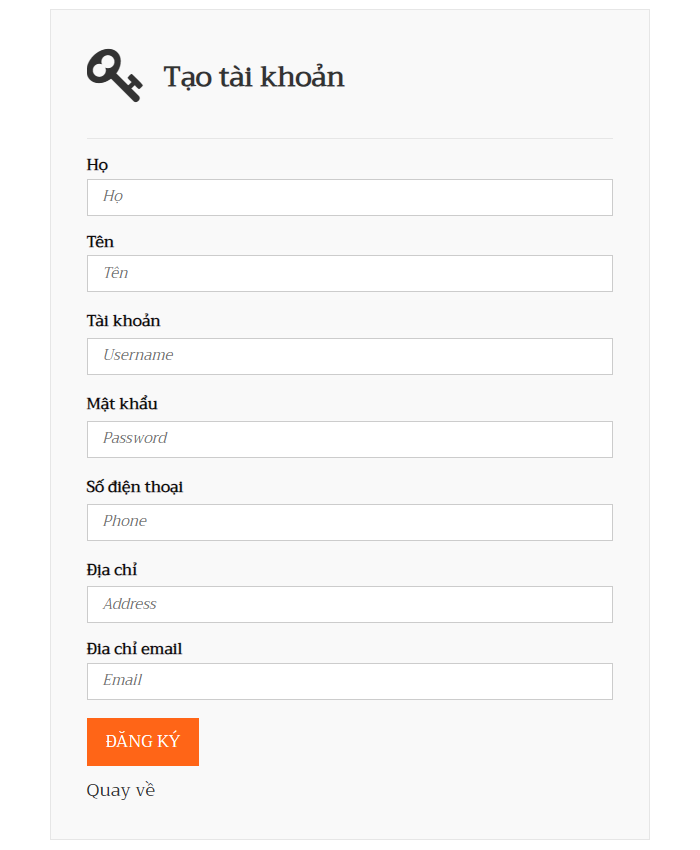 Tạo tài khoản
Họ
Họ
Tên
Tên
Tài khoản
Username
Mật khẩu
Password
Số điện thoại
Phone
Địa chỉ
Address
Đia chỉ email
Email
ĐĂNG KÝ
Quay về